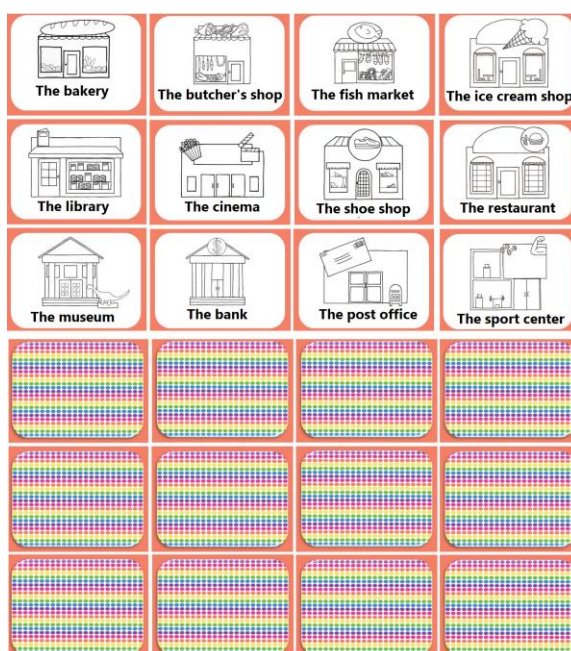 The bakery
The butcher's shop
The fish market
The ice cream shop
The library
The cinema
The shoe shop
The restaurant
The museum
The bank
The post office
The sport center